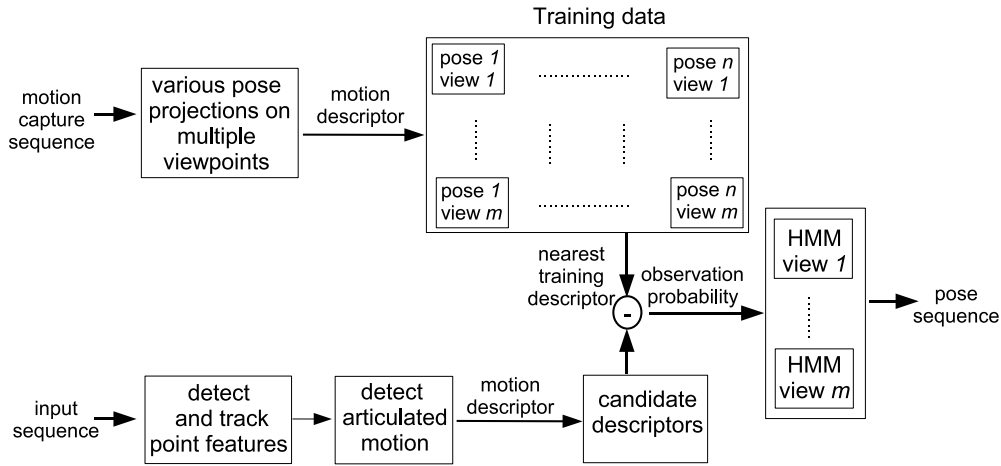 Training data
motion
capture
sequence
various pose
projections on
multiple
viewpoints
motion
descriptor
pose 1
view 1
pose n
view 1
pose 1
view m
pose n
view m
nearest
training
descriptor
observation
probability
-
HMM
view 1
HMM
view m
pose
sequence
input
sequence
detect
and track
point features
detect
articulated
motion
motion
descriptor
candidate
descriptors